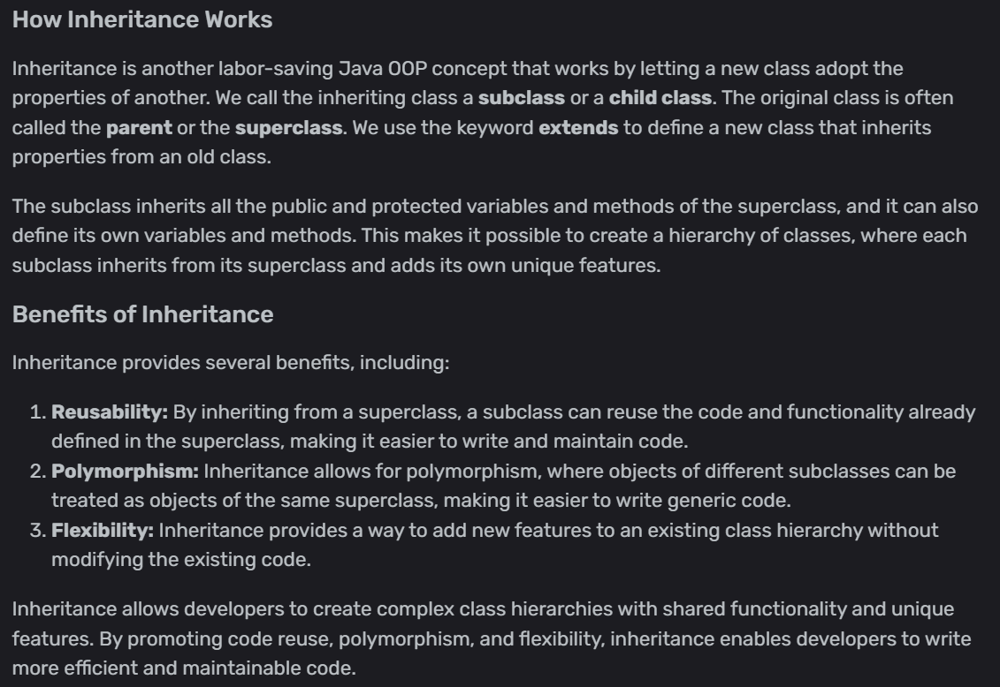 How Inheritance Works
Inheritance is another labor-saving Java OOP concept that works by letting a new class adopt the
properties of another. We call the inheriting class a subclass or a child class. The original class is often
called the parent or the superclass. We use the keyword extends to define a new class that inherits
properties from an old class.
The subclass inherits all the public and protected variables and methods of the superclass, and it can also
define its own variables and methods. This makes it possible to create a hierarchy of classes, where each
subclass inherits from its superclass and adds its own unique features.
Benefits of Inheritance
Inheritance provides several benefits, including:
1. Reusability: By inheriting from a superclass, a subclass can reuse the code and functionality already
defined in the superclass, making it easier to write and maintain code.
2. Polymorphism: Inheritance allows for polymorphism, where objects of different subclasses can be
treated as objects of the same superclass, making it easier to write generic code.
3. Flexibility: Inheritance provides a way to add new features to an existing class hierarchy without
modifying the existing code.
Inheritance allows developers to create complex class hierarchies with shared functionality and unique
features. By promoting code reuse, polymorphism, and flexibility, inheritance enables developers to write
more efficient and maintainable code.